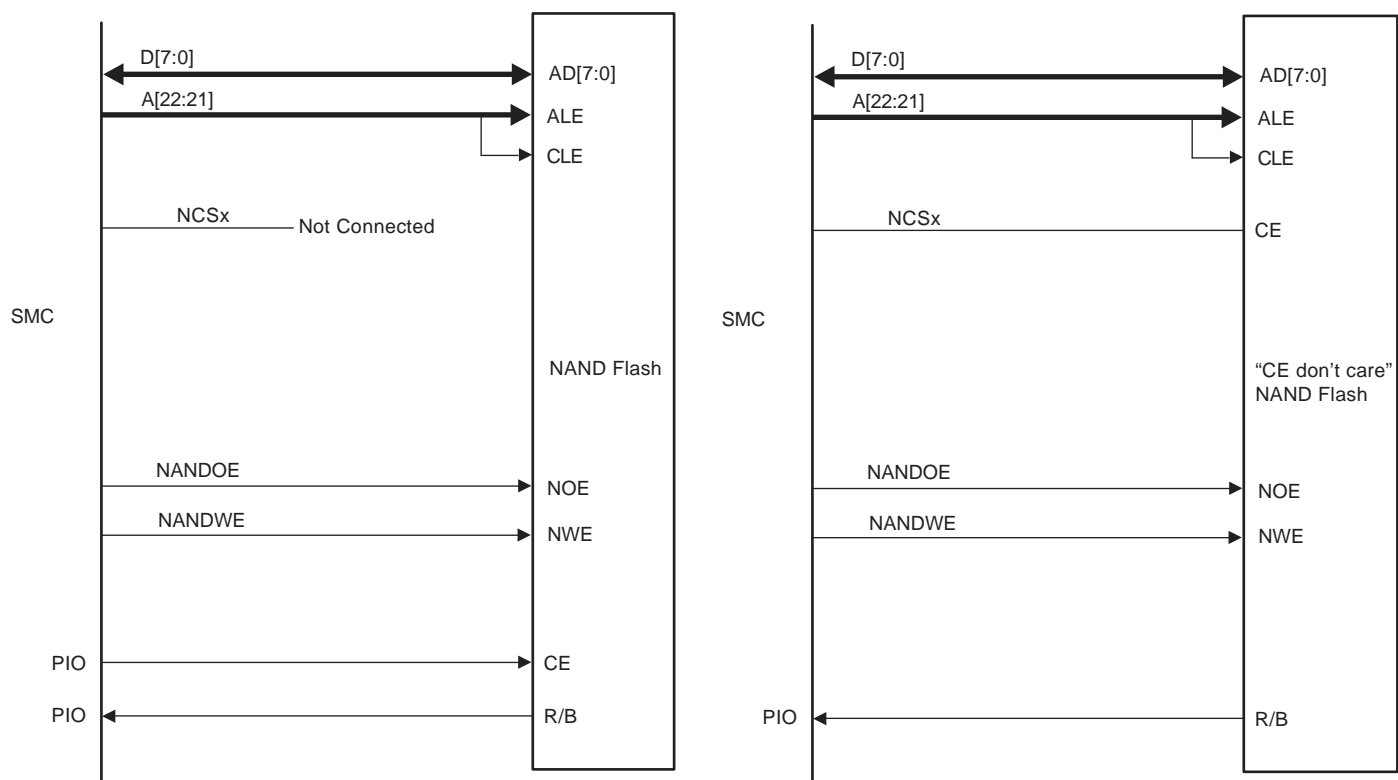 D[7:0]
AD[7:0]
A[22:21]
ALE
CLE
NCSx
Not Connected
SMC
NAND Flash
NANDOE
NOE
NANDWE
NWE
PIO
CE
PIO
R/B
D[7:0]
AD[7:0]
A[22:21]
ALE
CLE
NCSx
CE
SMC
“CE don’t care”
NAND Flash
NANDOE
NOE
NANDWE
NWE
PIO
R/B